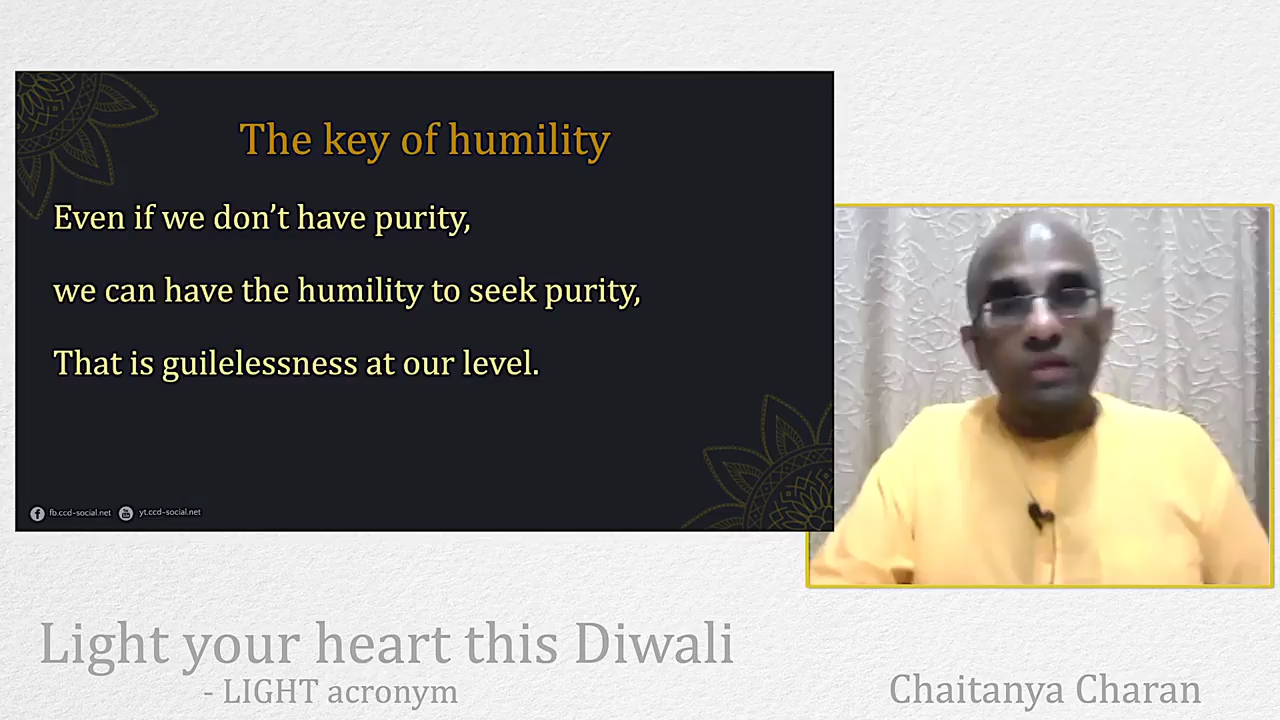 The key of humility
Even if we don’t have purity,
we can have the humility to seek purity,
That is guilelessness at our level.
fb.ccd-social.net yt.ccd-social.net
Light your heart this Diwali
- LIGHT acronym
Chaitanya Charan